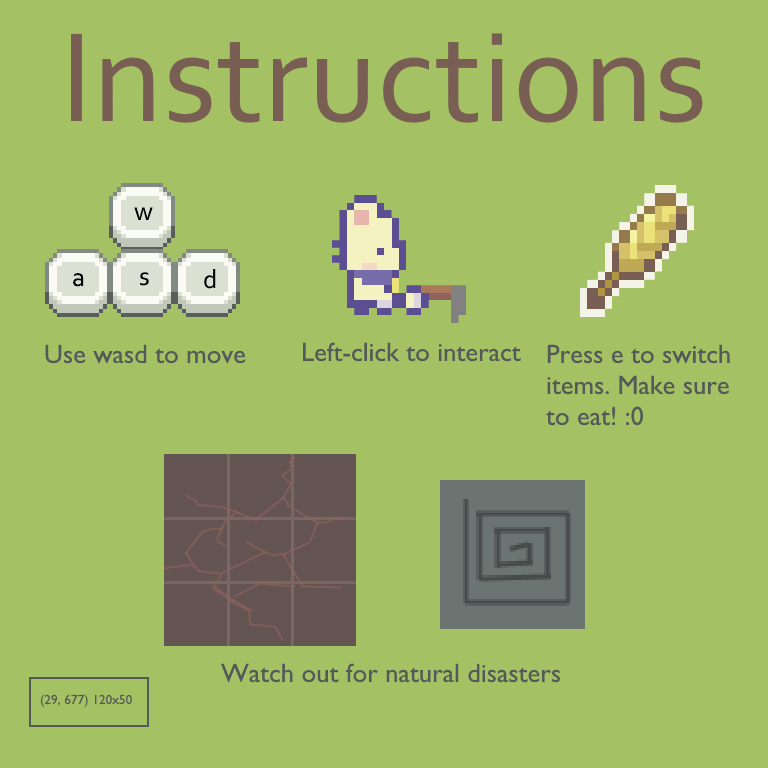 Instructions
w
a s d
Use wasd to move
Left-click to interact
Press e to switch
items. Make sure
to eat! :0
Watch out for natural disasters
(29, 677) 120x50